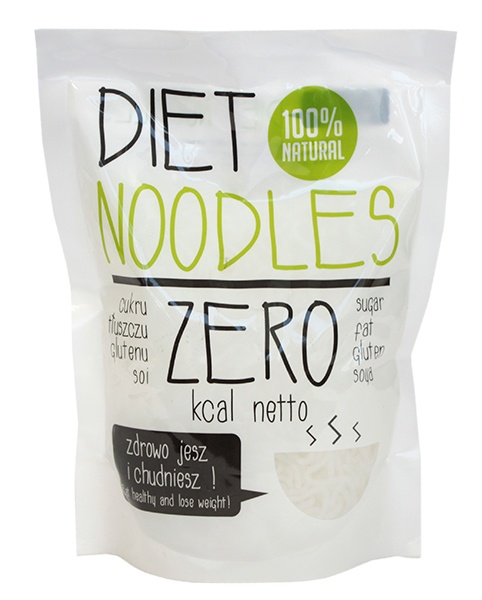 DIET
100%
NATURAL
NOODLES
cukru
tłuszczu
glutenu
soi
ZERO
sugar
fat
gluten
soya
kcal netto
zdrowo jesz
i chudniesz !
healthy and lose weight!)